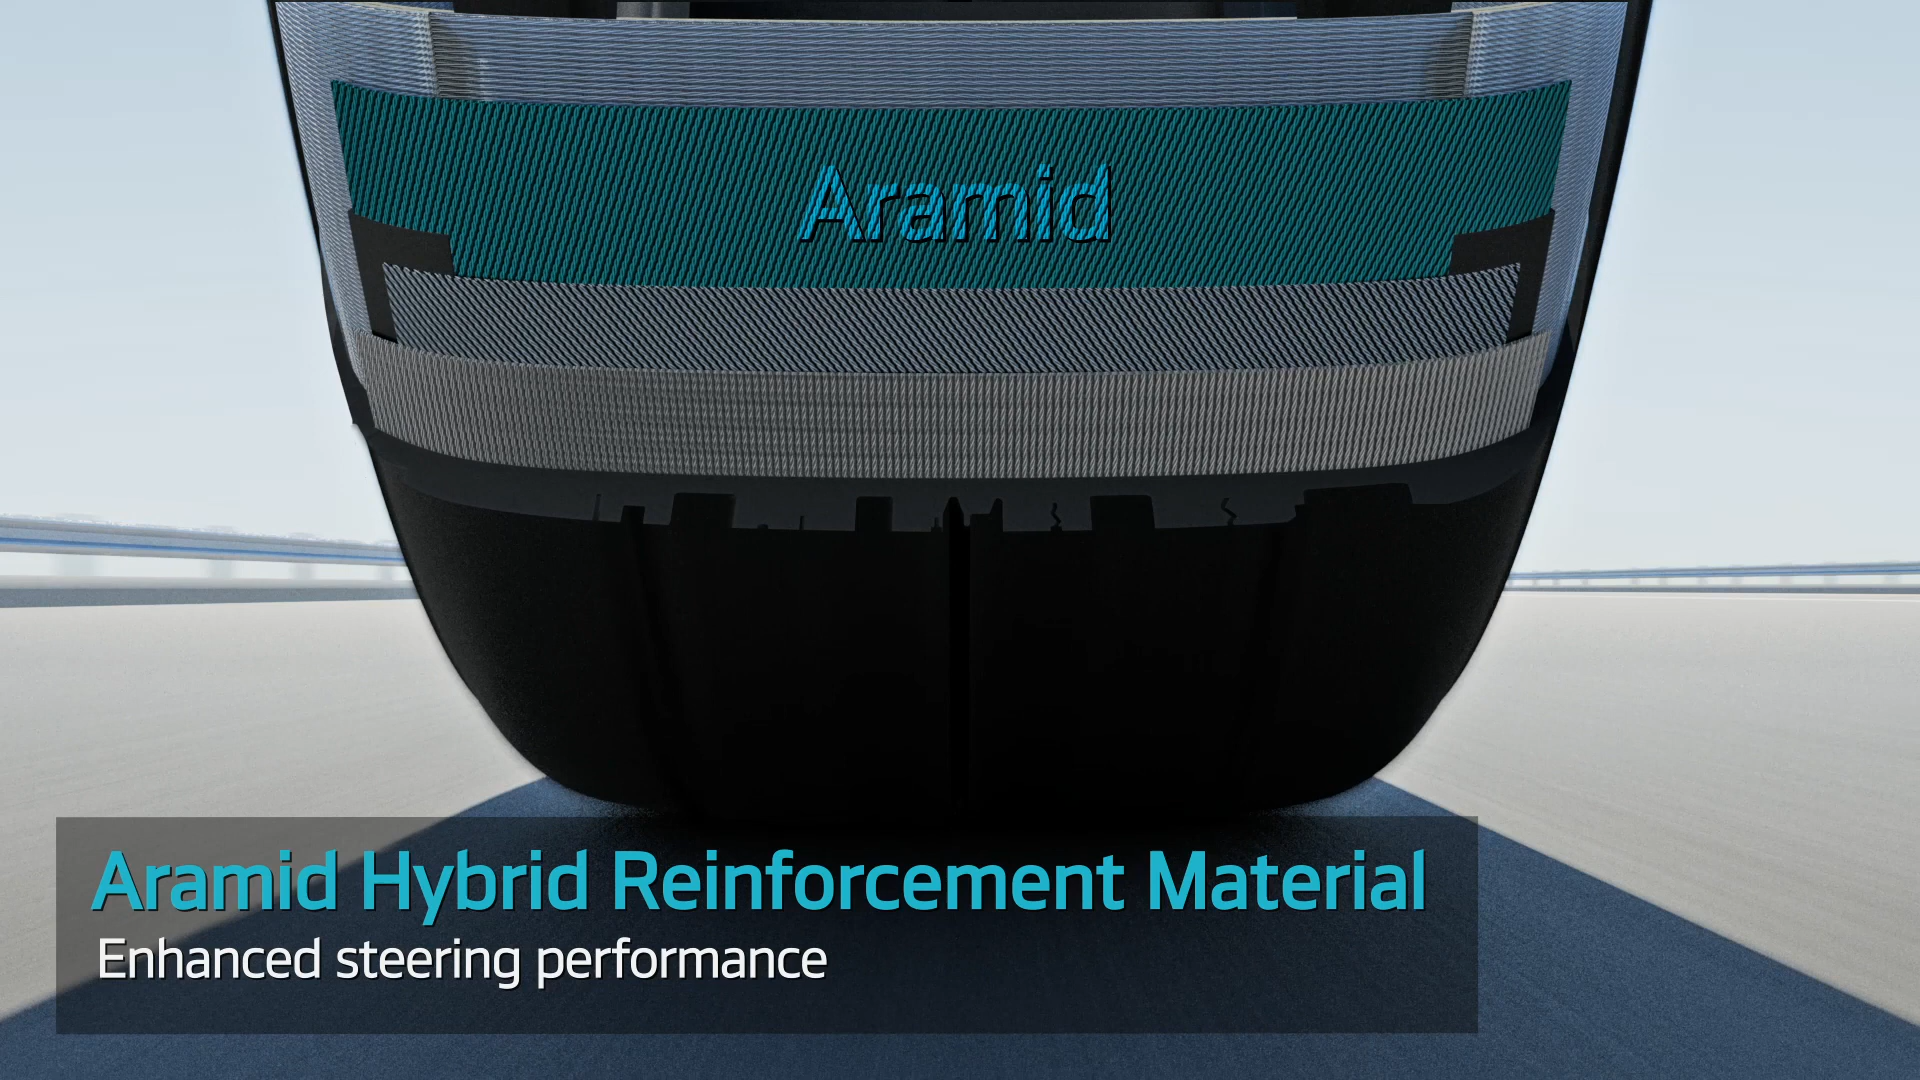 Aramid
Aramid Hybrid Reinforcement Material
Enhanced steering performance